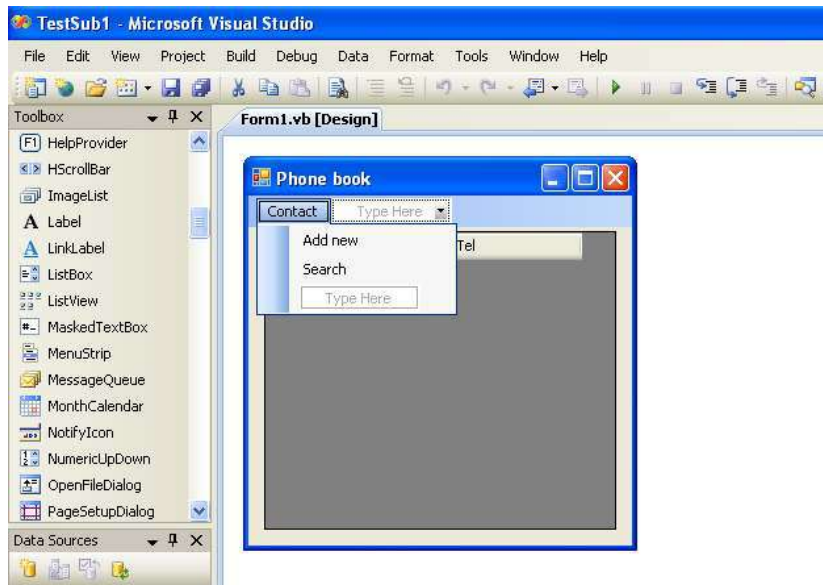 TestSub1 - Microsoft Visual Studio
File Edit View Project Build Debug Data Format Tools Window Help
Toolbox
Form1.vb [Design]
HelpProvider
HScrollBar
ImageList
A Label
A LinkLabel
ListBox
ListView
MaskedTextBox
MenuStrip
MessageQueue
MonthCalendar
NotifyIcon
NumericUpDown
OpenFileDialog
PageSetupDialog
Data Sources
Phone book
Contact Type Here
Add new
Search
Type Here
Tel